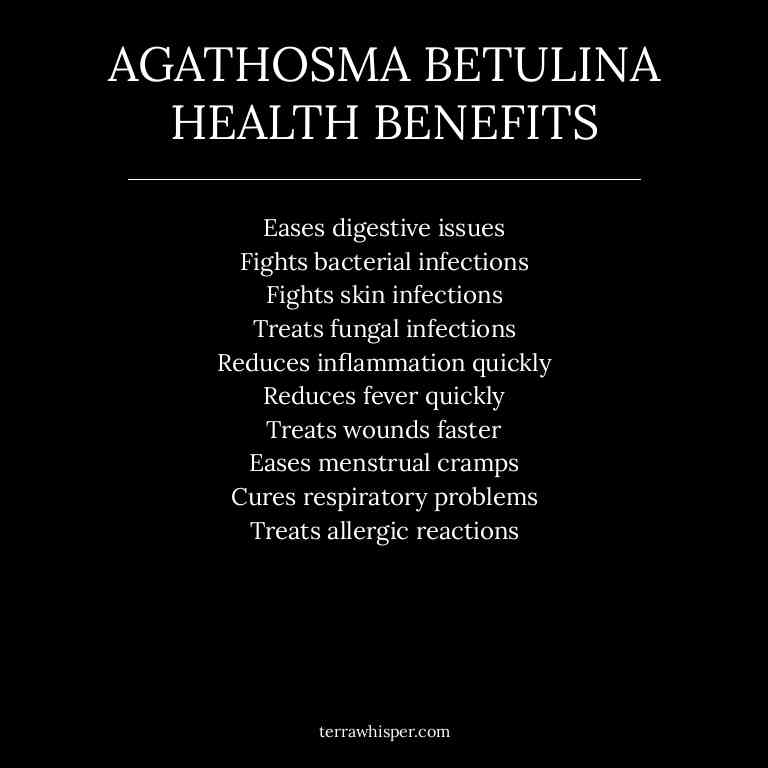 AGATHOSMA BETULINA
HEALTH BENEFITS
Eases digestive issues
Fights bacterial infections
Fights skin infections
Treats fungal infections
Reduces inflammation quickly
Reduces fever quickly
Treats wounds faster
Eases menstrual cramps
Cures respiratory problems
Treats allergic reactions
terrawhisper.com